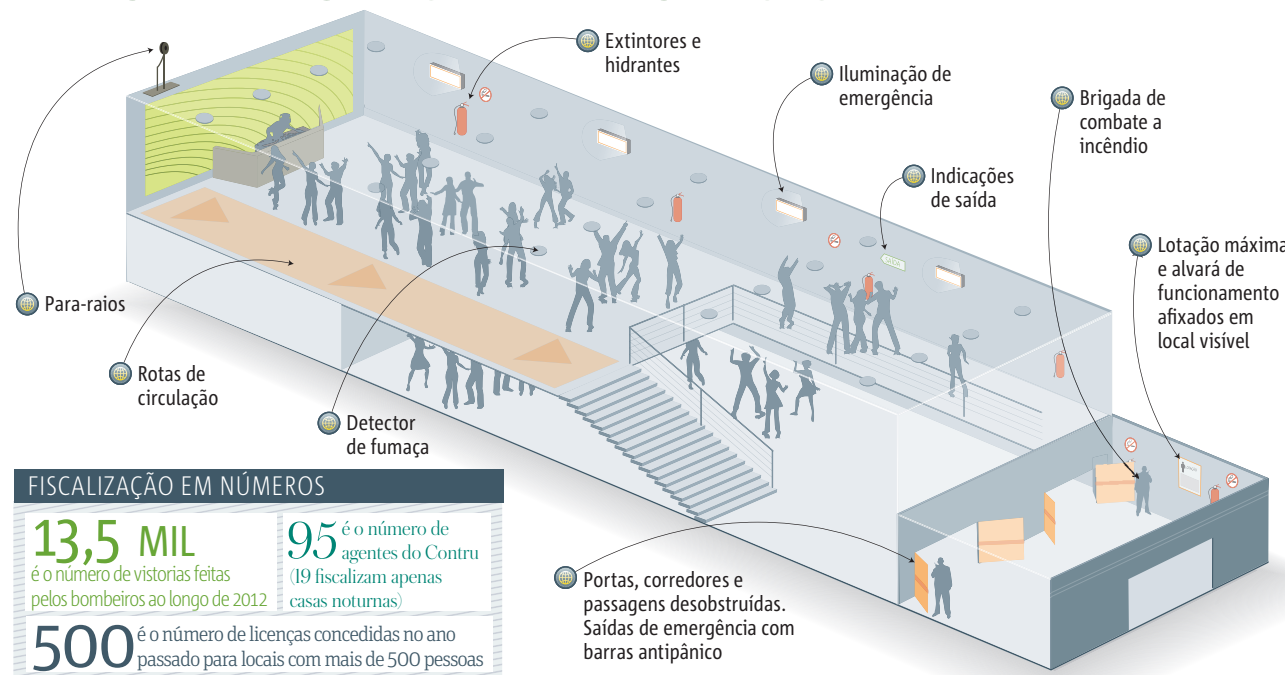 Extintores e
hidrantes
Iluminação de
emergência
Brigada de
combate a
incêndio
Indicações
de saída
Lotação máxima
e alvará de
funcionamento
afixados em
local visível
Para-raios
Rotas de
circulação
Detector
de fumaça
Portas, corredores e
passagens desobstruídas.
Saídas de emergência com
barras antipânico
FISCALIZAÇÃO EM NÚMEROS
13,5 MIL
é o número de vistorias feitas
pelos bombeiros ao longo de 2012
95 é o número de
agentes do Contru
(19 fiscalizam apenas
casas noturnas)
500 é o número de licenças concedidas no ano
passado para locais com mais de 500 pessoas